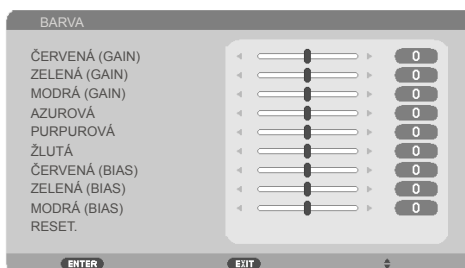 BARVA
ČERVENÁ (GAIN) 0
ZELENÁ (GAIN) 0
MODRÁ (GAIN) 0
AZUROVÁ 0
PURPUROVÁ 0
ŽLUTÁ 0
ČERVENÁ (BIAS) 0
ZELENÁ (BIAS) 0
MODRÁ (BIAS) 0
RESET.
ENTER EXIT